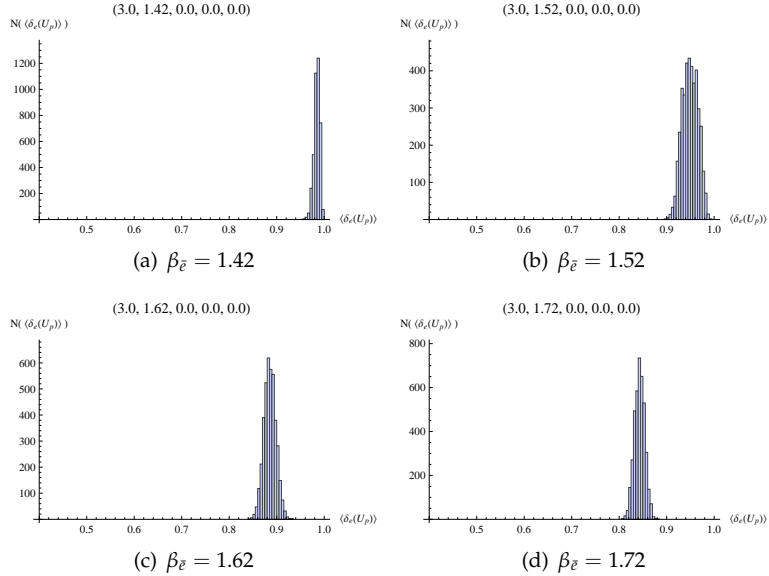 (3.0, 1.42, 0.0, 0.0, 0.0)
N( ⟨δₑ(Uₚ)⟩ )
1200
1000
800
600
400
200
0.5 0.6 0.7 0.8 0.9 1.0
⟨δₑ(Uₚ)⟩
(a) β_ē = 1.42
(3.0, 1.52, 0.0, 0.0, 0.0)
N( ⟨δₑ(Uₚ)⟩ )
400
300
200
100
0.5 0.6 0.7 0.8 0.9 1.0
⟨δₑ(Uₚ)⟩
(b) β_ē = 1.52
(3.0, 1.62, 0.0, 0.0, 0.0)
N( ⟨δₑ(Uₚ)⟩ )
600
500
400
300
200
100
0.5 0.6 0.7 0.8 0.9 1.0
⟨δₑ(Uₚ)⟩
(c) β_ē = 1.62
(3.0, 1.72, 0.0, 0.0, 0.0)
N( ⟨δₑ(Uₚ)⟩ )
800
600
400
200
0.5 0.6 0.7 0.8 0.9 1.0
⟨δₑ(Uₚ)⟩
(d) β_ē = 1.72